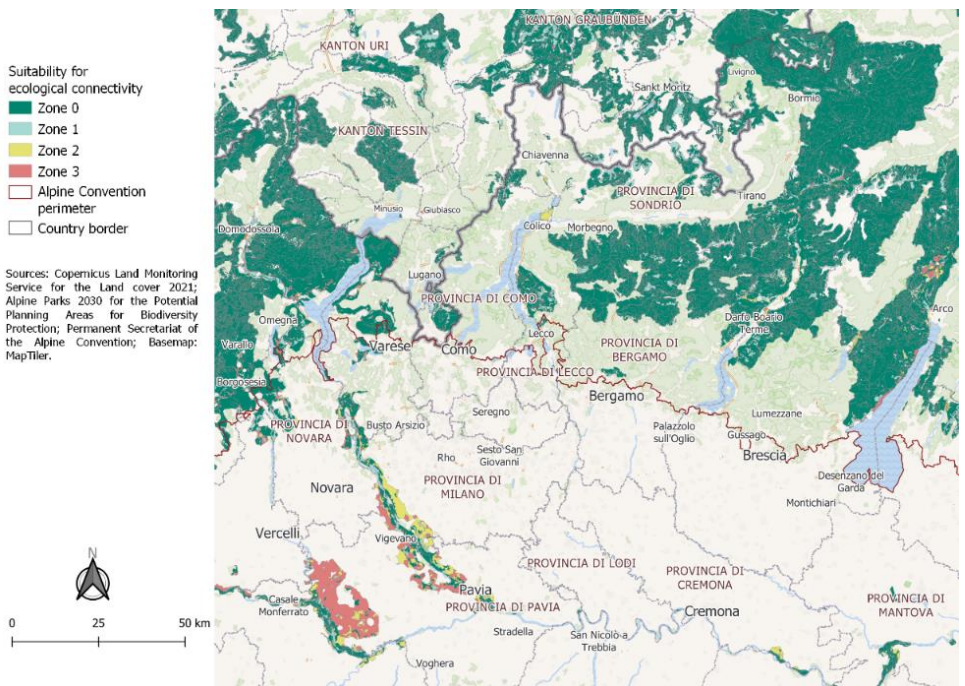 Suitability for
ecological connectivity
Zone 0
Zone 1
Zone 2
Zone 3
Alpine Convention
perimeter
Country border
Sources: Copernicus Land Monitoring
Service for the Land cover 2021;
Alpine Parks 2030 for the Potential
Planning Areas for Biodiversity
Protection; Permanent Secretariat of
the Alpine Convention; Basemap:
MapTiler.
N
0 25 50 km
KANTON GRAUBÜNDEN
KANTON URI
Livigno
Sankt Moritz
Bormio
KANTON TESSIN
Chiavenna
PROVINCIA DI
SONDRIO
Tirano
Minusio
Giubiasco
Domodossola
Colico
Morbegno
Lugano
PROVINCIA DI COMO
Arco
Omegna
Lecco
Darfo Boario
Terme
Varallo
Varese
Como
PROVINCIA DI
BERGAMO
PROVINCIA DI LECCO
Borgosesia
Bergamo
Seregno
Lumezzane
PROVINCIA DI
NOVARA
Busto Arsizio
Palazzolo
sull'Oglio
Gussago
Rho
Sesto San
Giovanni
Brescia
Desenzano del
Garda
PROVINCIA DI
MILANO
Novara
Montichiari
Vercelli
Vigevano
PROVINCIA DI LODI
PROVINCIA DI
CREMONA
Pavia
Casale
Monferrato
PROVINCIA DI PAVIA
Cremona
PROVINCIA DI
MANTOVA
Stradella
San Nicolò a
Trebbia
Voghera